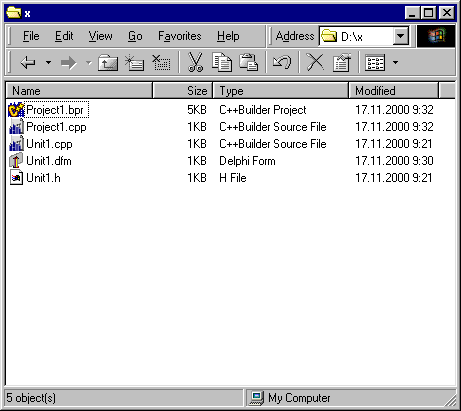 x
File Edit View Go Favorites Help Address D:\x
Name Size Type Modified
Project1.bpr 5KB C++Builder Project 17.11.2000 9:32
Project1.cpp 1KB C++Builder Source File 17.11.2000 9:32
Unit1.cpp 1KB C++Builder Source File 17.11.2000 9:21
Unit1.dfm 1KB Delphi Form 17.11.2000 9:30
Unit1.h 1KB H File 17.11.2000 9:21
5 object(s) My Computer